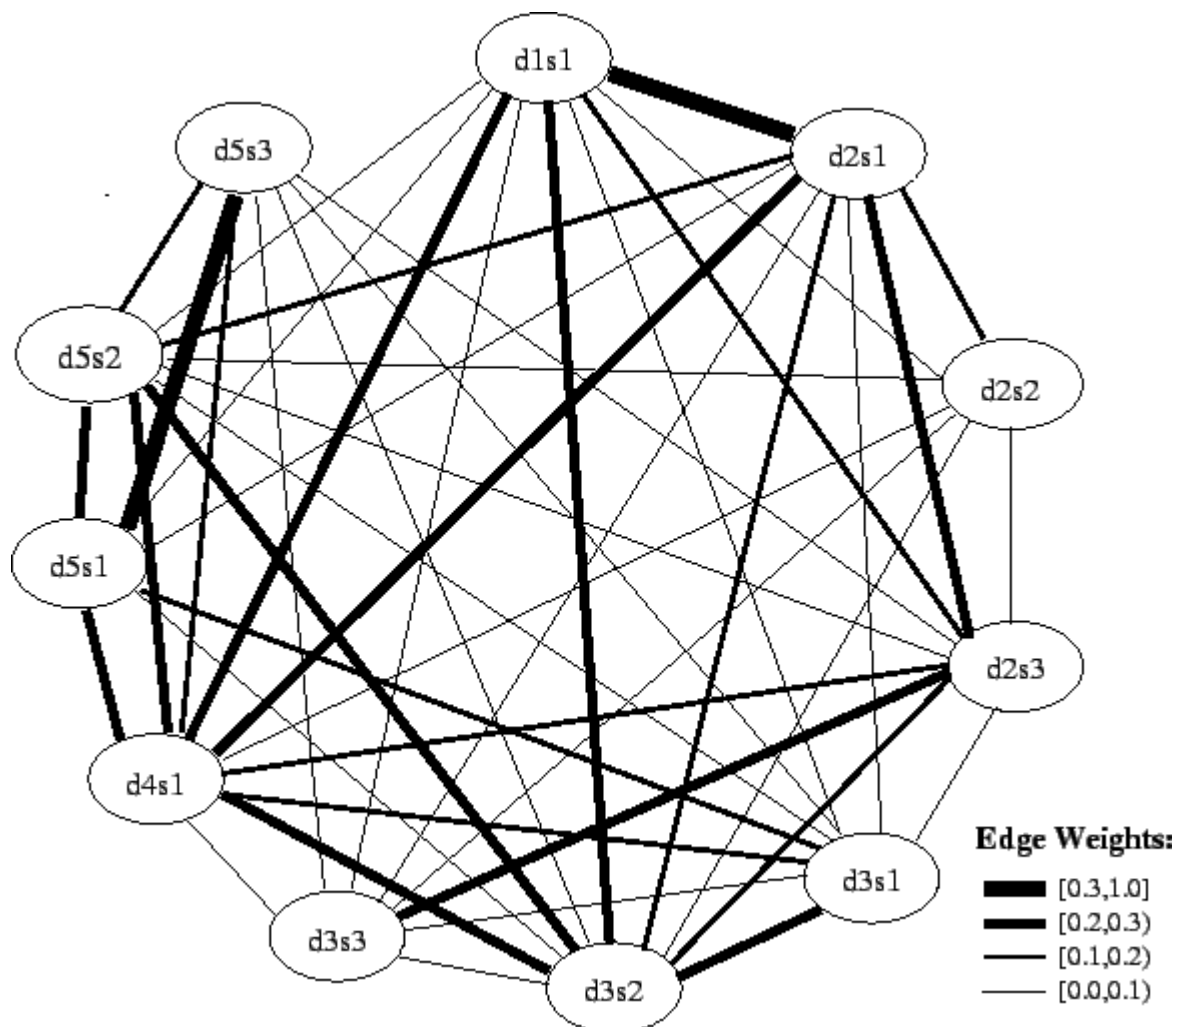 d1s1
d5s3
d2s1
d5s2
d2s2
d5s1
d2s3
d4s1
d3s1
d3s3
d3s2
Edge Weights:
[0.3,1.0]
[0.2,0.3)
[0.1,0.2)
[0.0,0.1)